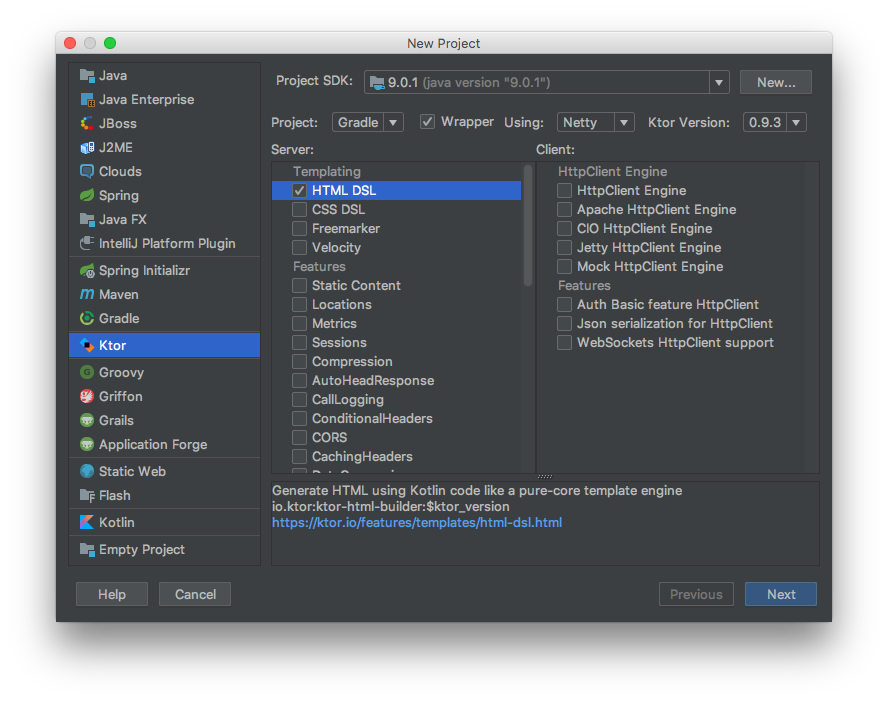 New Project
Java
Java Enterprise
JBoss
J2ME
Clouds
Spring
Java FX
IntelliJ Platform Plugin
Spring Initializr
Maven
Gradle
Ktor
Groovy
Griffon
Grails
Application Forge
Static Web
Flash
Kotlin
Empty Project
Project SDK: 9.0.1 (java version "9.0.1") New...
Project: Gradle Wrapper Using: Netty Ktor Version: 0.9.3
Server:
Templating
HTML DSL
CSS DSL
Freemarker
Velocity
Features
Static Content
Locations
Metrics
Sessions
Compression
AutoHeadResponse
CallLogging
ConditionalHeaders
CORS
CachingHeaders
Client:
HttpClient Engine
HttpClient Engine
Apache HttpClient Engine
CIO HttpClient Engine
Jetty HttpClient Engine
Mock HttpClient Engine
Features
Auth Basic feature HttpClient
Json serialization for HttpClient
WebSockets HttpClient support
Generate HTML using Kotlin code like a pure-core template engine
io.ktor:ktor-html-builder:$ktor_version
https://ktor.io/features/templates/html-dsl.html
Help Cancel Previous Next